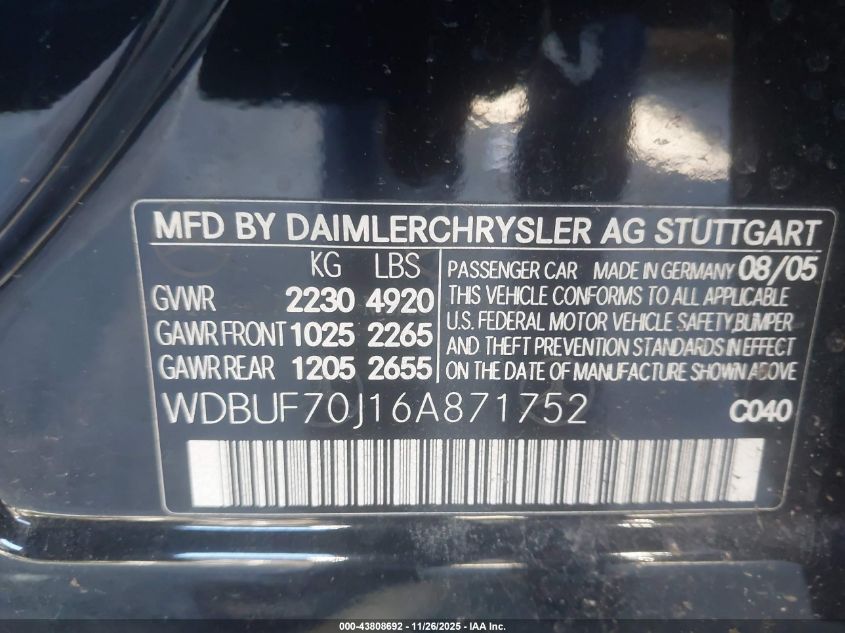 MFD BY DAIMLERCHRYSLER AG STUTTGART
KG LBS
GVWR 2230 4920
GAWR FRONT 1025 2265
GAWR REAR 1205 2655
PASSENGER CAR MADE IN GERMANY 08/05
THIS VEHICLE CONFORMS TO ALL APPLICABLE
U.S. FEDERAL MOTOR VEHICLE SAFETY,BUMPER
AND THEFT PREVENTION STANDARDS IN EFFECT
ON THE DATE OF MANUFACTURE SHOWN ABOVE
WDBUF70J16A871752 C040
000-43808692 - 11/26/2025 - IAA Inc.